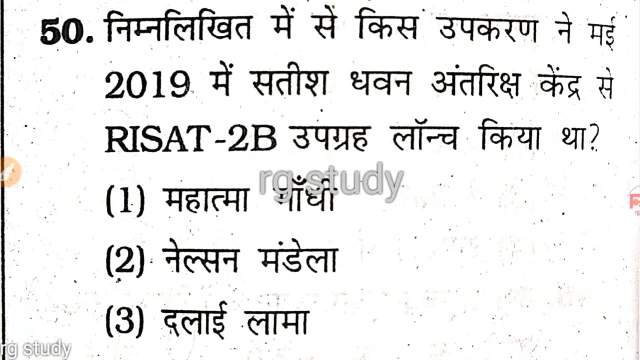 50. निम्नलिखित में से किस उपकरण ने मई
2019 में सतीश धवन अंतरिक्ष केंद्र से
RISAT-2B उपग्रह लॉन्च किया था?
rg study
(1) महात्मा गाँधी
(2) नेल्सन मंडेला
(3) दलाई लामा
rg study